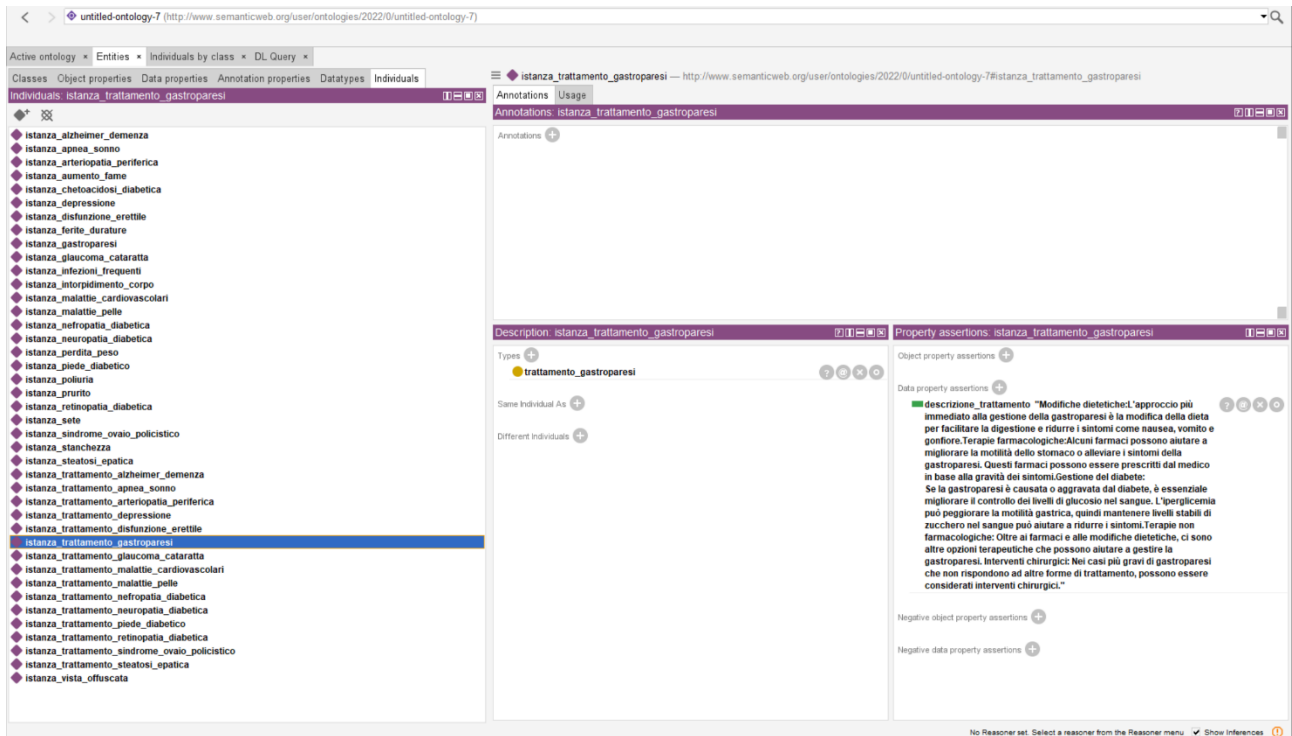 untitled-ontology-7 (http://www.semanticweb.org/user/ontologies/2022/0/untitled-ontology-7)
Active ontology × Entities × Individuals by class × DL Query ×
Classes Object properties Data properties Annotation properties Datatypes Individuals
Individuals: istanza_trattamento_gastroparesi
istanza_alzheimer_demenza
istanza_apnea_sonno
istanza_arteriopatia_periferica
istanza_aumento_fame
istanza_chetoacidosi_diabetica
istanza_depressione
istanza_disfunzione_erettile
istanza_ferite_durature
istanza_gastroparesi
istanza_glaucoma_cataratta
istanza_infezioni_frequenti
istanza_intorpidimento_corpo
istanza_malattie_cardiovascolari
istanza_malattie_pelle
istanza_nefropatia_diabetica
istanza_neuropatia_diabetica
istanza_perdita_peso
istanza_piede_diabetico
istanza_poliuria
istanza_prurito
istanza_retinopatia_diabetica
istanza_sete
istanza_sindrome_ovaio_policistico
istanza_stanchezza
istanza_steatosi_epatica
istanza_trattamento_alzheimer_demenza
istanza_trattamento_apnea_sonno
istanza_trattamento_arteriopatia_periferica
istanza_trattamento_depressione
istanza_trattamento_disfunzione_erettile
istanza_trattamento_gastroparesi
istanza_trattamento_glaucoma_cataratta
istanza_trattamento_malattie_cardiovascolari
istanza_trattamento_malattie_pelle
istanza_trattamento_nefropatia_diabetica
istanza_trattamento_neuropatia_diabetica
istanza_trattamento_piede_diabetico
istanza_trattamento_retinopatia_diabetica
istanza_trattamento_sindrome_ovaio_policistico
istanza_trattamento_steatosi_epatica
istanza_vista_offuscata
istanza_trattamento_gastroparesi — http://www.semanticweb.org/user/ontologies/2022/0/untitled-ontology-7#istanza_trattamento_gastroparesi
Annotations Usage
Annotations: istanza_trattamento_gastroparesi
Annotations
Description: istanza_trattamento_gastroparesi
Types
trattamento_gastroparesi
Same Individual As
Different Individuals
Property assertions: istanza_trattamento_gastroparesi
Object property assertions
Data property assertions
descrizione_trattamento "Modifiche dietetiche:L'approccio più
immediato alla gestione della gastroparesi è la modifica della dieta
per facilitare la digestione e ridurre i sintomi come nausea, vomito e
gonfiore.Terapie farmacologiche:Alcuni farmaci possono aiutare a
migliorare la motilità dello stomaco o alleviare i sintomi della
gastroparesi. Questi farmaci possono essere prescritti dal medico
in base alla gravità dei sintomi.Gestione del diabete:
Se la gastroparesi è causata o aggravata dal diabete, è essenziale
migliorare il controllo dei livelli di glucosio nel sangue. L'iperglicemia
può peggiorare la motilità gastrica, quindi mantenere livelli stabili di
zucchero nel sangue può aiutare a ridurre i sintomi.Terapie non
farmacologiche: Oltre ai farmaci e alle modifiche dietetiche, ci sono
altre opzioni terapeutiche che possono aiutare a gestire la
gastroparesi. Interventi chirurgici: Nei casi più gravi di gastroparesi
che non rispondono ad altre forme di trattamento, possono essere
considerati interventi chirurgici."
Negative object property assertions
Negative data property assertions
No Reasoner set. Select a reasoner from the Reasoner menu Show Inferences